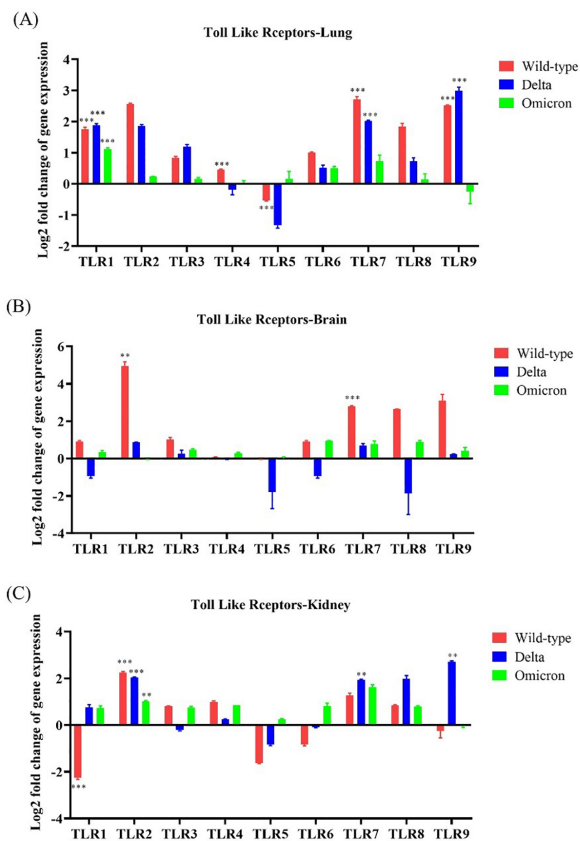 (A)
Toll Like Rceptors-Lung
Log2 fold change of gene expression
4
3
2
1
0
-1
-2
***
***
***
***
***
***
***
***
***
TLR1 TLR2 TLR3 TLR4 TLR5 TLR6 TLR7 TLR8 TLR9
Wild-type
Delta
Omicron
(B)
Toll Like Rceptors-Brain
Log2 fold change of gene expression
6
4
2
0
-2
-4
**
***
TLR1 TLR2 TLR3 TLR4 TLR5 TLR6 TLR7 TLR8 TLR9
Wild-type
Delta
Omicron
(C)
Toll Like Rceptors-Kidney
Log2 fold change of gene expression
4
2
0
-2
-4
***
***
***
**
**
**
TLR1 TLR2 TLR3 TLR4 TLR5 TLR6 TLR7 TLR8 TLR9
Wild-type
Delta
Omicron